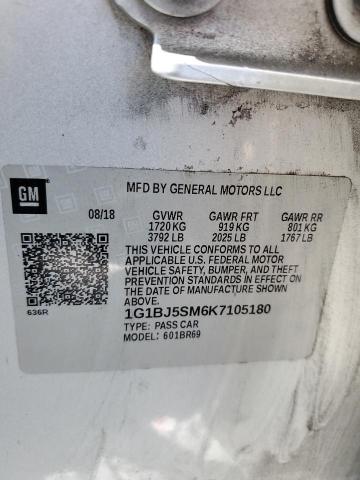 GM
MFD BY GENERAL MOTORS LLC
08/18 GVWR GAWR FRT GAWR RR
1720 KG 919 KG 801 KG
3792 LB 2025 LB 1767 LB
THIS VEHICLE CONFORMS TO ALL
APPLICABLE U.S. FEDERAL MOTOR
VEHICLE SAFETY, BUMPER, AND THEFT
PREVENTION STANDARDS IN EFFECT ON
THE DATE OF MANUFACTURE SHOWN
ABOVE.
1G1BJ5SM6K7105180
TYPE: PASS CAR
MODEL: 601BR69
636R